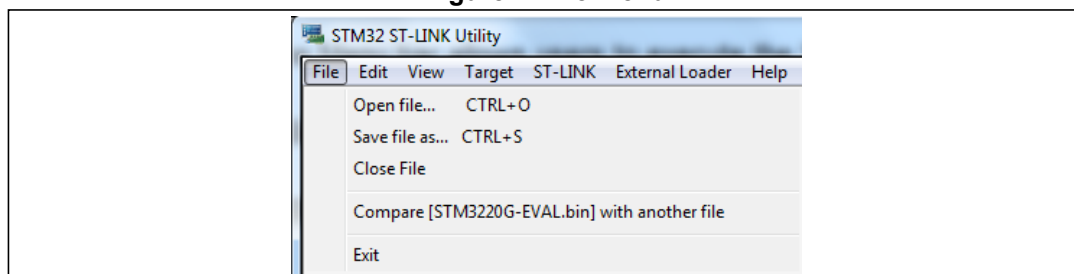 STM32 ST-LINK Utility
File Edit View Target ST-LINK External Loader Help
Open file... CTRL+O
Save file as... CTRL+S
Close File
Compare [STM3220G-EVAL.bin] with another file
Exit